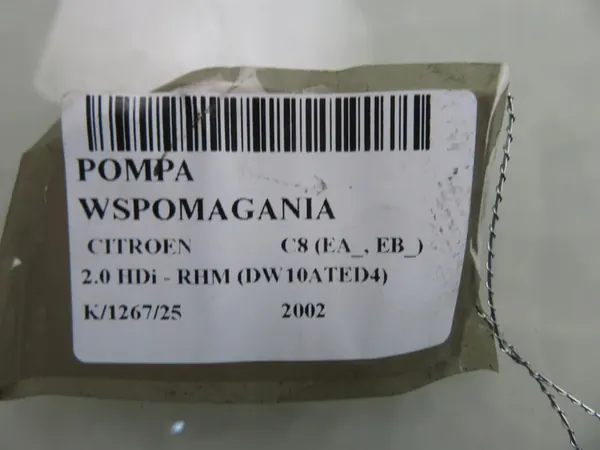 POMPA
WSPOMAGANIA
CITROEN C8 (EA_, EB_)
2.0 HDi - RHM (DW10ATED4)
K/1267/25 2002